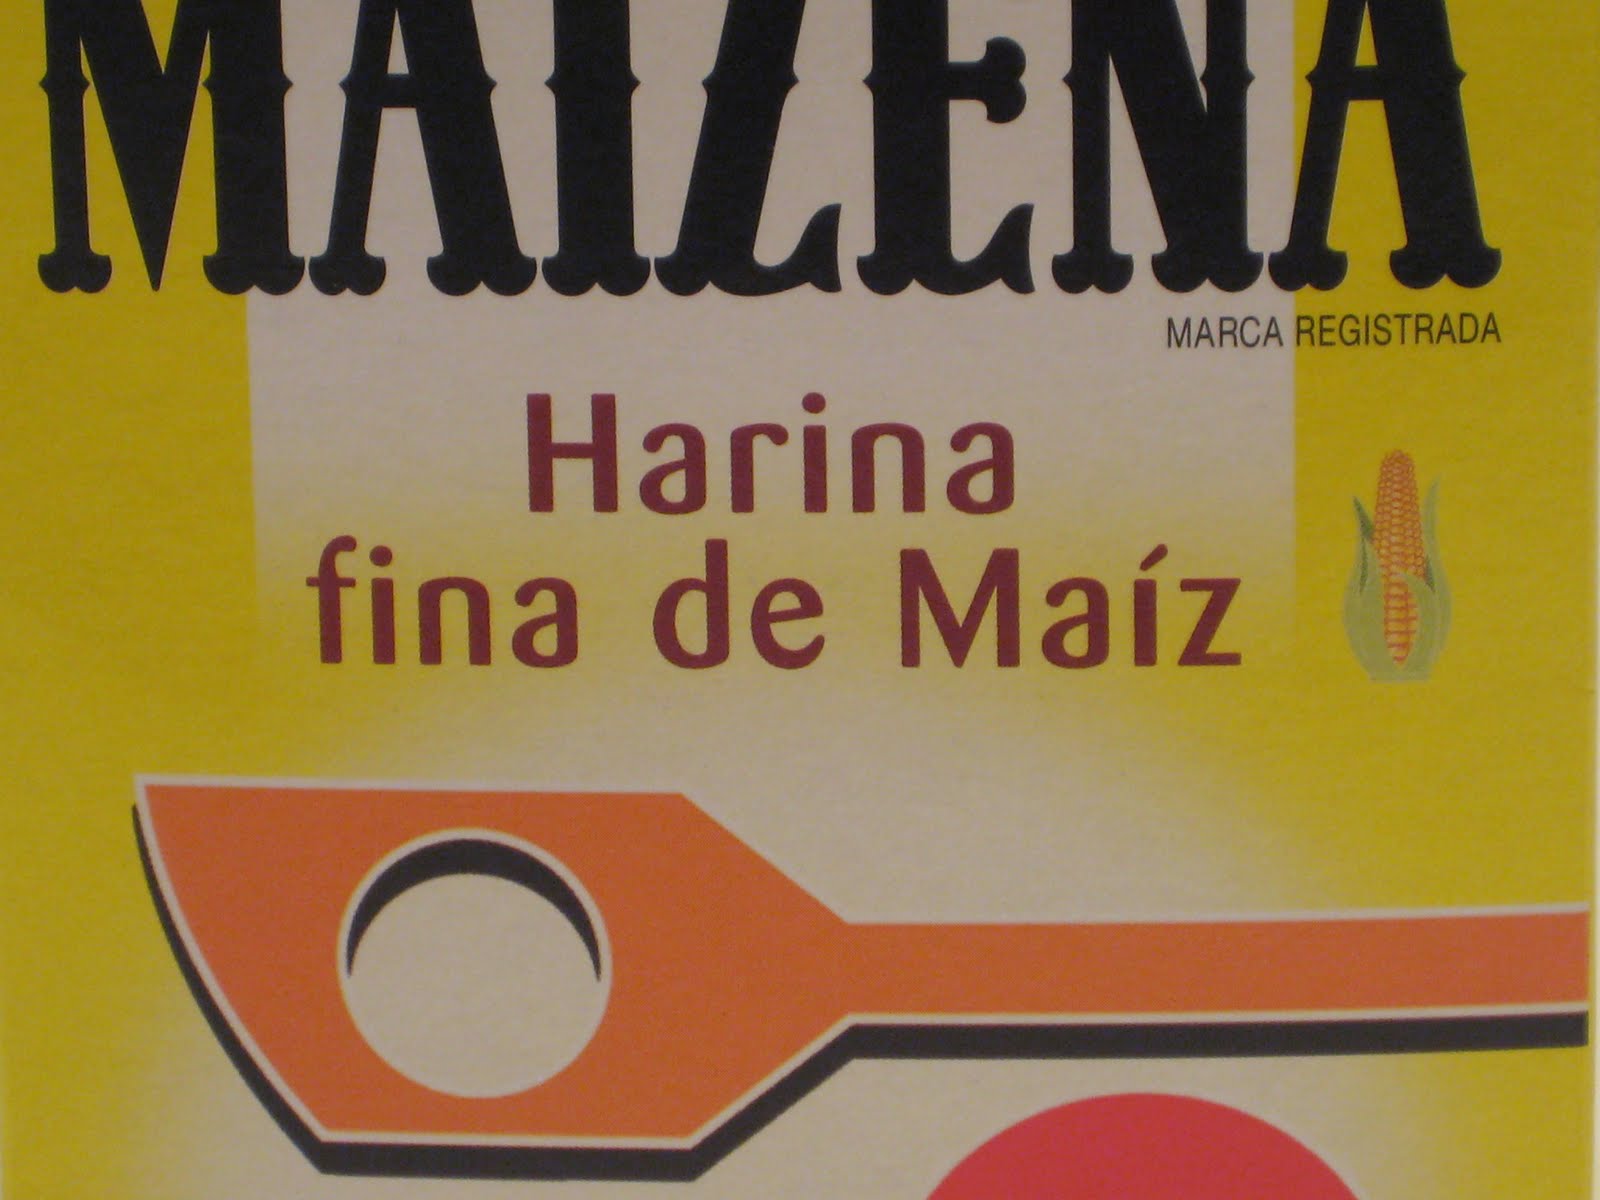 MAIZENA
MARCA REGISTRADA
Harina
fina de Maíz